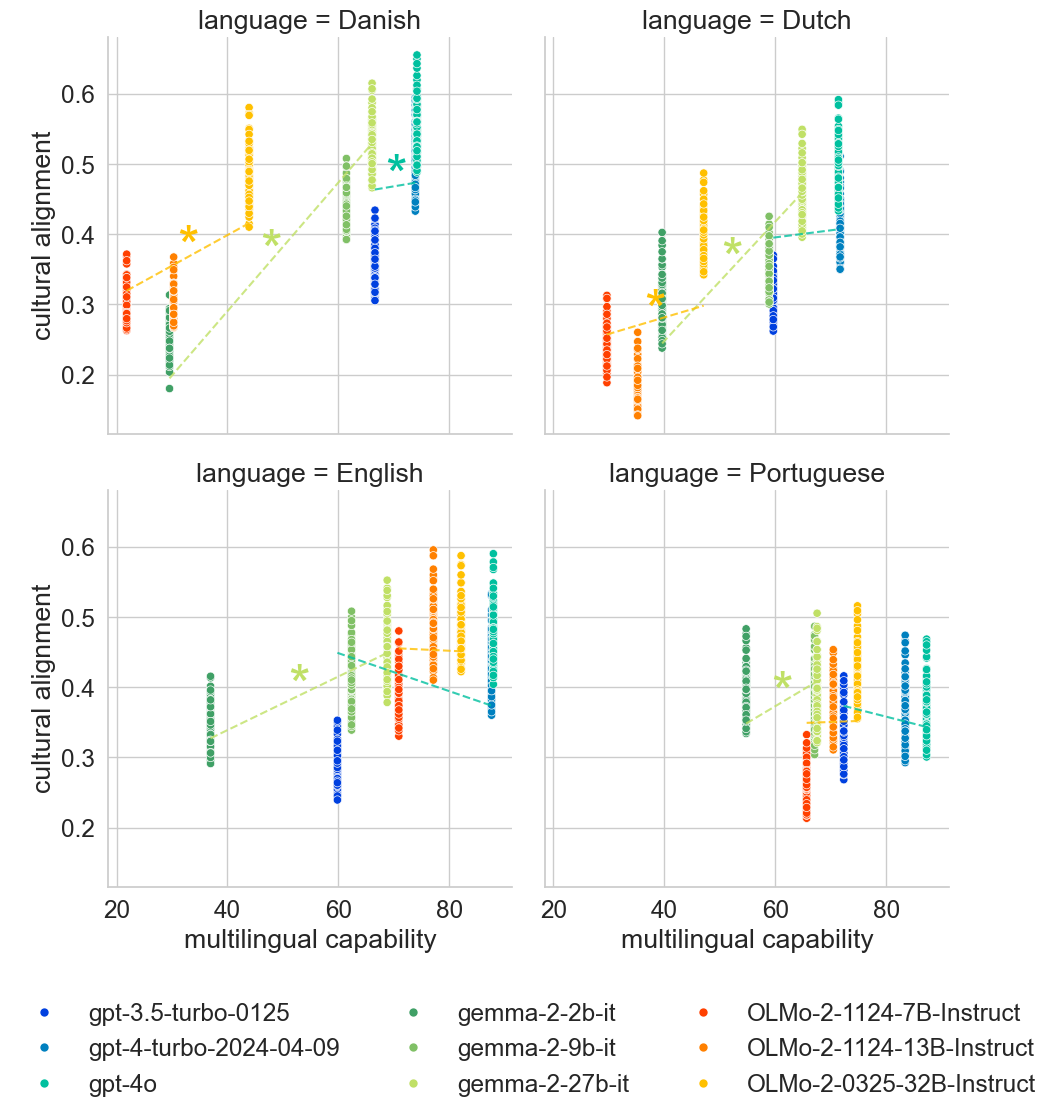 language = Danish
language = Dutch
0.6
0.5
0.4
0.3
0.2
cultural alignment
*
*
*
*
*
language = English
language = Portuguese
0.6
0.5
0.4
0.3
0.2
cultural alignment
*
*
20 40 60 80
20 40 60 80
multilingual capability
multilingual capability
gpt-3.5-turbo-0125
gpt-4-turbo-2024-04-09
gpt-4o
gemma-2-2b-it
gemma-2-9b-it
gemma-2-27b-it
OLMo-2-1124-7B-Instruct
OLMo-2-1124-13B-Instruct
OLMo-2-0325-32B-Instruct